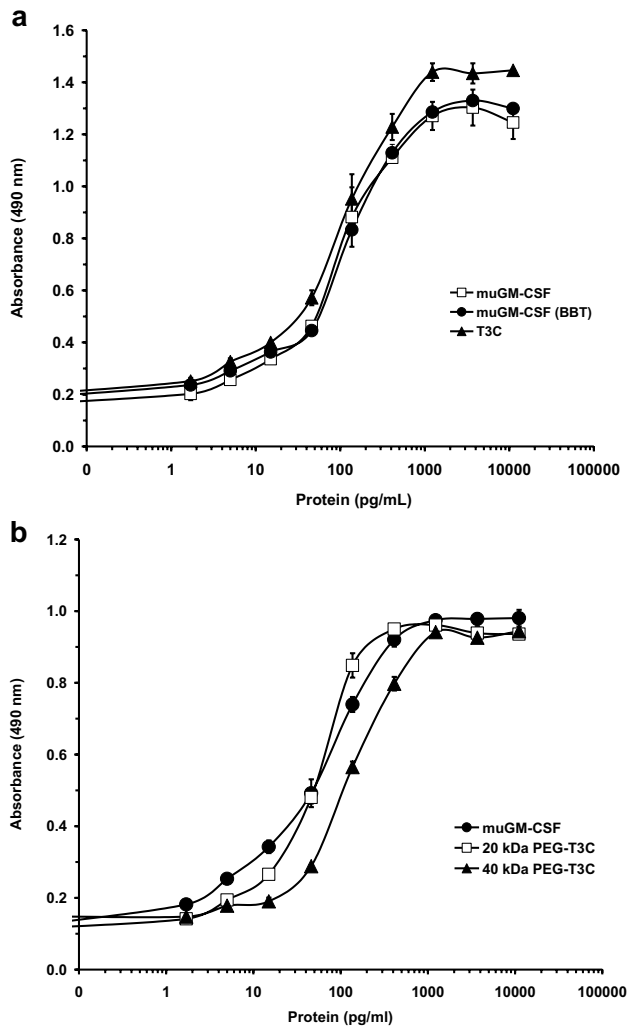 a
1.6
1.4
1.2
1.0
0.8
0.6
0.4
0.2
0.0
Absorbance (490 nm)
muGM-CSF
muGM-CSF (BBT)
T3C
0 1 10 100 1000 10000 100000
Protein (pg/mL)
b
1.2
1.0
0.8
0.6
0.4
0.2
0.0
Absorbance (490 nm)
muGM-CSF
20 kDa PEG-T3C
40 kDa PEG-T3C
0 1 10 100 1000 10000 100000
Protein (pg/ml)